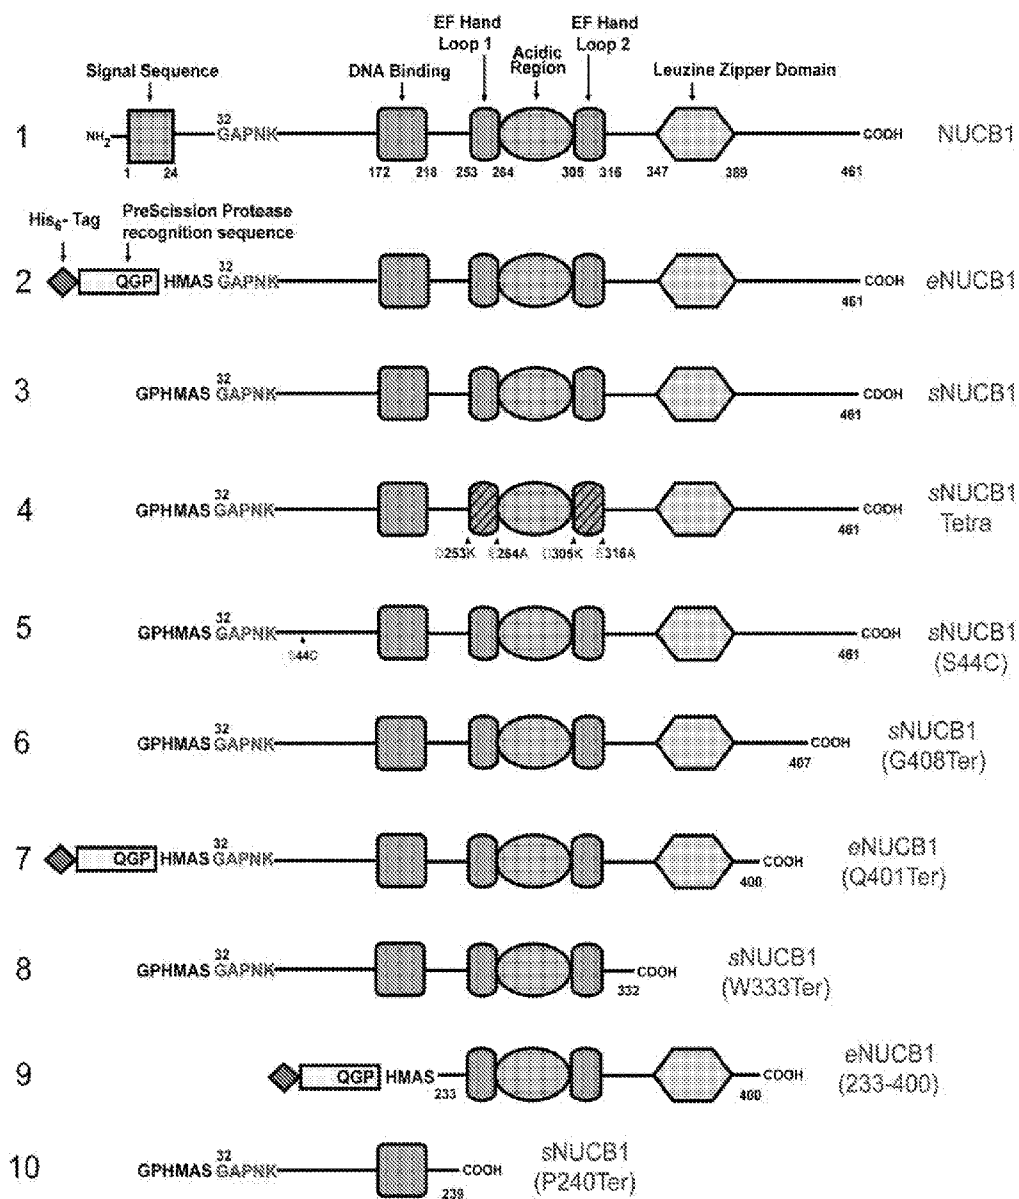 EF Hand
Loop 1
Acidic
Region
EF Hand
Loop 2
Signal Sequence
DNA Binding
Leuzine Zipper Domain
1 NH2 32 GAPNK COOH NUCB1
1 24 172 218 253 264 305 316 347 389 461
His6- Tag
PreScission Protease
recognition sequence
2 QGP HMAS 32 GAPNK COOH eNUCB1
461
3 GPHMAS 32 GAPNK COOH sNUCB1
461
4 GPHMAS 32 GAPNK COOH sNUCB1
Tetra
461
D253K E264A D305K E316A
5 GPHMAS 32 GAPNK COOH sNUCB1
(S44C)
S44C 461
6 GPHMAS 32 GAPNK COOH sNUCB1
(G408Ter)
407
7 QGP HMAS 32 GAPNK COOH eNUCB1
(Q401Ter)
400
8 GPHMAS 32 GAPNK COOH sNUCB1
(W333Ter)
332
9 QGP HMAS COOH eNUCB1
(233-400)
233 400
10 GPHMAS 32 GAPNK COOH sNUCB1
(P240Ter)
239